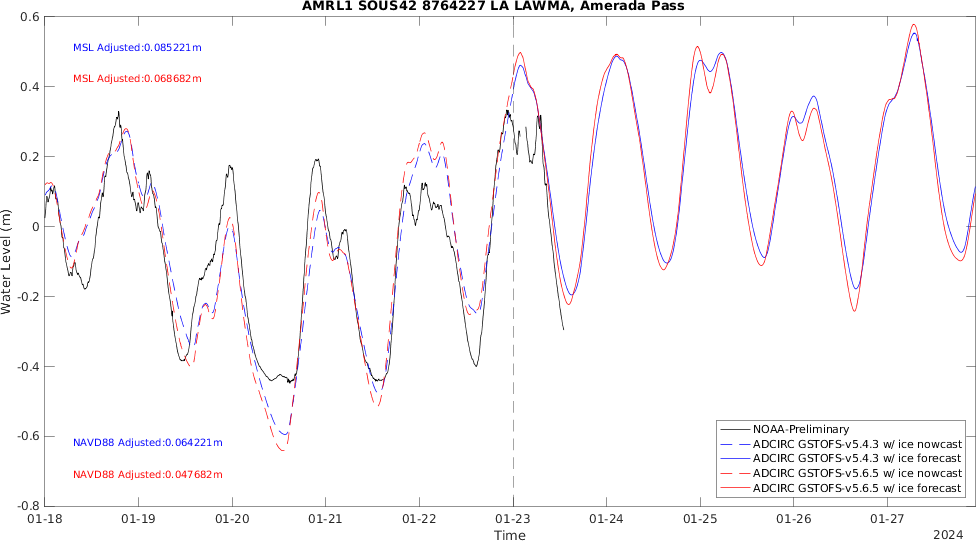 AMRL1 SOUS42 8764227 LA LAWMA, Amerada Pass
0.6
MSL Adjusted:0.085221m
MSL Adjusted:0.068682m
0.4
0.2
0
-0.2
-0.4
-0.6
-0.8
Water Level (m)
NAVD88 Adjusted:0.064221m
NAVD88 Adjusted:0.047682m
NOAA-Preliminary
ADCIRC GSTOFS-v5.4.3 w/ ice nowcast
ADCIRC GSTOFS-v5.4.3 w/ ice forecast
ADCIRC GSTOFS-v5.6.5 w/ ice nowcast
ADCIRC GSTOFS-v5.6.5 w/ ice forecast
01-18 01-19 01-20 01-21 01-22 01-23 01-24 01-25 01-26 01-27
Time
2024